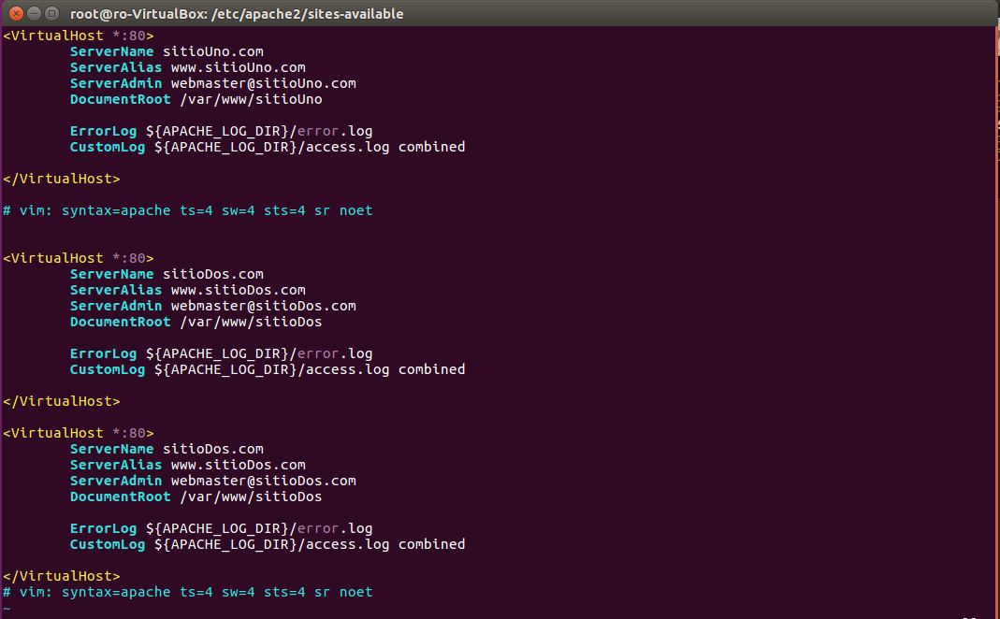 root@ro-VirtualBox: /etc/apache2/sites-available
<VirtualHost *:80>
        ServerName sitioUno.com
        ServerAlias www.sitioUno.com
        ServerAdmin webmaster@sitioUno.com
        DocumentRoot /var/www/sitioUno

        ErrorLog ${APACHE_LOG_DIR}/error.log
        CustomLog ${APACHE_LOG_DIR}/access.log combined

</VirtualHost>

# vim: syntax=apache ts=4 sw=4 sts=4 sr noet


<VirtualHost *:80>
        ServerName sitioDos.com
        ServerAlias www.sitioDos.com
        ServerAdmin webmaster@sitioDos.com
        DocumentRoot /var/www/sitioDos

        ErrorLog ${APACHE_LOG_DIR}/error.log
        CustomLog ${APACHE_LOG_DIR}/access.log combined

</VirtualHost>

<VirtualHost *:80>
        ServerName sitioDos.com
        ServerAlias www.sitioDos.com
        ServerAdmin webmaster@sitioDos.com
        DocumentRoot /var/www/sitioDos

        ErrorLog ${APACHE_LOG_DIR}/error.log
        CustomLog ${APACHE_LOG_DIR}/access.log combined

</VirtualHost>
# vim: syntax=apache ts=4 sw=4 sts=4 sr noet
~